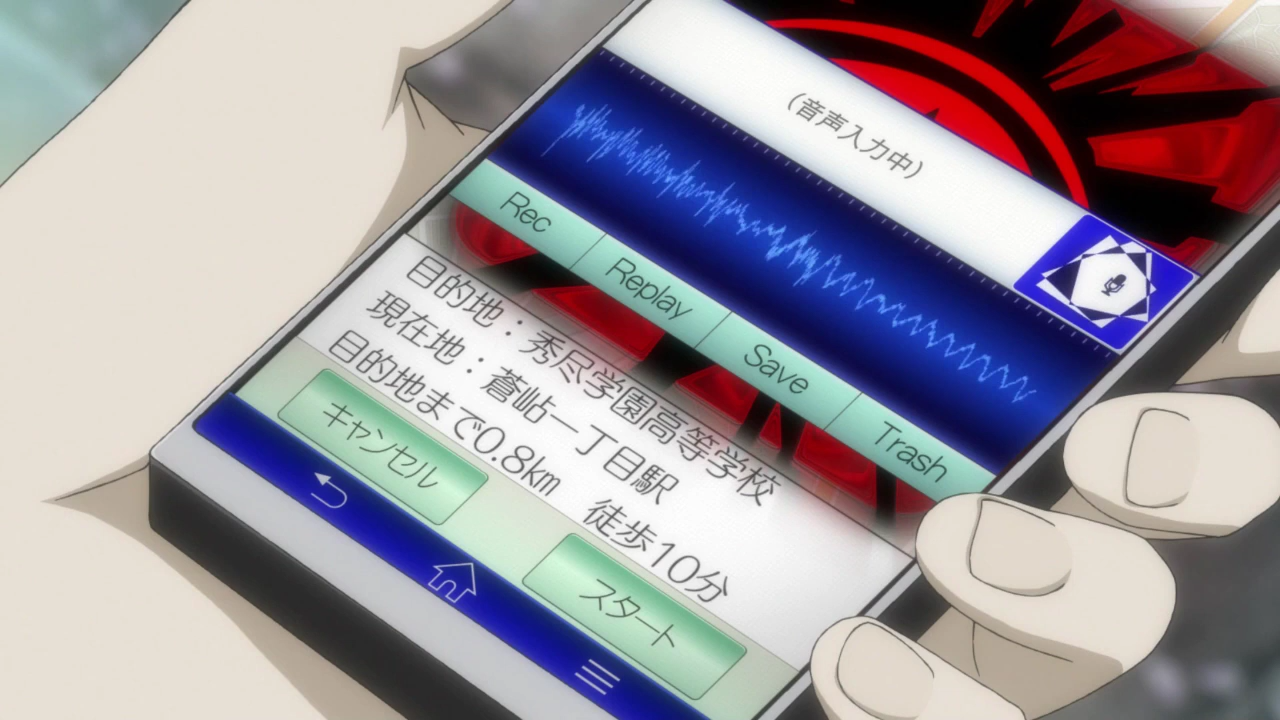 (音声入力中)
Rec
Replay
Save
Trash
目的地：秀尽学園高等学校
現在地：蒼山一丁目駅
目的地まで0.8km 徒歩10分
キャンセル
スタート